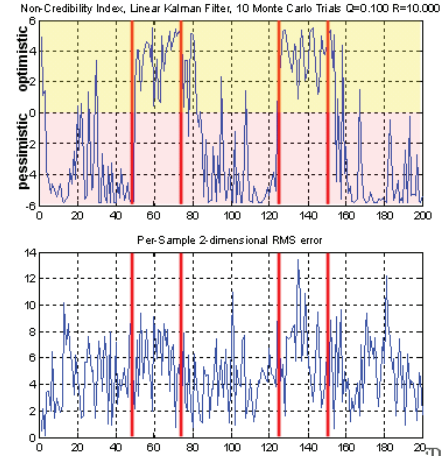 Non-Credibility Index, Linear Kalman Filter, 10 Monte Carlo Trials Q=0.100 R=10.000
6
4
2
0
-2
-4
-6
optimistic
pessimistic
0 20 40 60 80 100 120 140 160 180 200
Per-Sample 2-dimensional RMS error
14
12
10
8
6
4
2
0
0 20 40 60 80 100 120 140 160 180 200